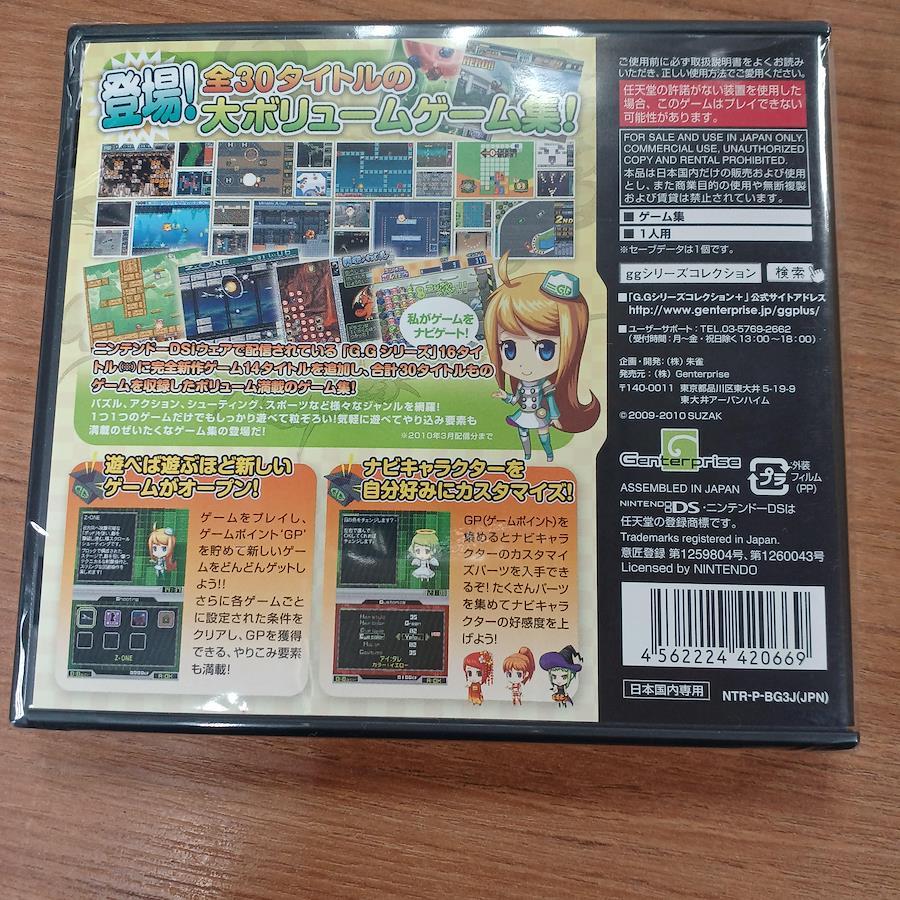 登場!
全30タイトルの
大ボリュームゲーム集!
Z-ONE
2ND
私がゲームを
ナビゲート!
ニンテンドーDSiウェアで配信されている「G.Gシリーズ」16タイ
トル(※)に完全新作ゲーム14タイトルを追加し、合計30タイトルもの
ゲームを収録したボリューム満載のゲーム集!
パズル、アクション、シューティング、スポーツなど様々なジャンルを網羅!
1つ1つのゲームだけでもしっかり遊べて粒ぞろい!気軽に遊べてやり込み要素も
満載のぜいたくなゲーム集の登場だ!
※2010年3月配信分まで
遊べば遊ぶほど新しい
ゲームがオープン!
Z-ONE
Shooting
Z-ONE
ゲームをプレイし、
ゲームポイント'GP'
を貯めて新しいゲー
ムをどんどんゲットし
よう!!
さらに各ゲームごと
に設定された条件を
クリアし、GPを獲得
できる、やりこみ要素
も満載!
ナビキャラクターを
自分好みにカスタマイズ!
Customize
アイ:タレ
カラー:イエロー
GP(ゲームポイント)を
集めるとナビキャラ
クターのカスタマイ
ズパーツを入手でき
るぞ!たくさんパーツ
を集めてナビキャラ
クターの好感度を上
げよう!
ご使用前に必ず取扱説明書をよくお読み
いただき、正しい使用方法でご愛用ください。
任天堂の許諾がない装置を使用した
場合、このゲームはプレイできない
可能性があります。
FOR SALE AND USE IN JAPAN ONLY.
COMMERCIAL USE, UNAUTHORIZED
COPY AND RENTAL PROHIBITED.
本品は日本国内だけの販売および使用
とし、また商業目的の使用や無断複製
および賃貸は禁止されています。
■ゲーム集
■1人用
※セーブデータは1個です。
ggシリーズコレクション 検索
■「G.Gシリーズコレクション+」公式サイトアドレス
http://www.genterprise.jp/ggplus/
■ユーザーサポート:TEL.03-5769-2662
(受付時間:月~金・祝日除く13:00~18:00)
企画・開発:(株)朱雀
発売元:(株) Genterprise
〒140-0011 東京都品川区東大井 5-19-9
東大井アーバンハイム
©2009-2010 SUZAK
Genterprise
プラ
外装
フィルム
(PP)
ASSEMBLED IN JAPAN
NINTENDODS・ニンテンドーDSは
任天堂の登録商標です。
Trademarks registered in Japan.
意匠登録 第1259804号、第1260043号
Licensed by NINTENDO
4 562224 420669
日本国内専用
NTR-P-BG3J(JPN)